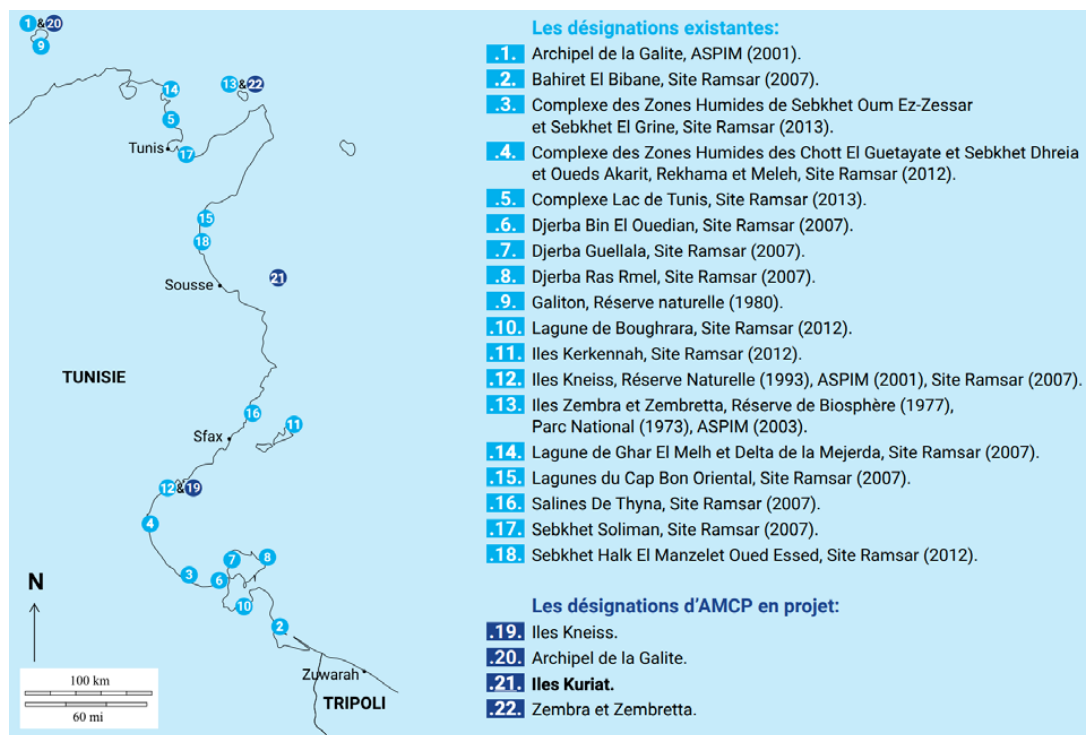 1 & 20
9
14
13 & 22
5
Tunis
17
15
18
21
Sousse
TUNISIE
16
11
Sfax
12 & 19
4
7
8
3
6
10
2
N
Zuwarah
100 km
60 mi
TRIPOLI
Les désignations existantes:
.1. Archipel de la Galite, ASPIM (2001).
.2. Bahiret El Bibane, Site Ramsar (2007).
.3. Complexe des Zones Humides de Sebkhet Oum Ez-Zessar
et Sebkhet El Grine, Site Ramsar (2013).
.4. Complexe des Zones Humides des Chott El Guetayate et Sebkhet Dhreia
et Oueds Akarit, Rekhama et Meleh, Site Ramsar (2012).
.5. Complexe Lac de Tunis, Site Ramsar (2013).
.6. Djerba Bin El Ouedian, Site Ramsar (2007).
.7. Djerba Guellala, Site Ramsar (2007).
.8. Djerba Ras Rmel, Site Ramsar (2007).
.9. Galiton, Réserve naturelle (1980).
.10. Lagune de Boughrara, Site Ramsar (2012).
.11. Iles Kerkennah, Site Ramsar (2012).
.12. Iles Kneiss, Réserve Naturelle (1993), ASPIM (2001), Site Ramsar (2007).
.13. Iles Zembra et Zembretta, Réserve de Biosphère (1977),
Parc National (1973), ASPIM (2003).
.14. Lagune de Ghar El Melh et Delta de la Mejerda, Site Ramsar (2007).
.15. Lagunes du Cap Bon Oriental, Site Ramsar (2007).
.16. Salines De Thyna, Site Ramsar (2007).
.17. Sebkhet Soliman, Site Ramsar (2007).
.18. Sebkhet Halk El Manzelet Oued Essed, Site Ramsar (2012).
Les désignations d'AMCP en projet:
.19. Iles Kneiss.
.20. Archipel de la Galite.
.21. Iles Kuriat.
.22. Zembra et Zembretta.